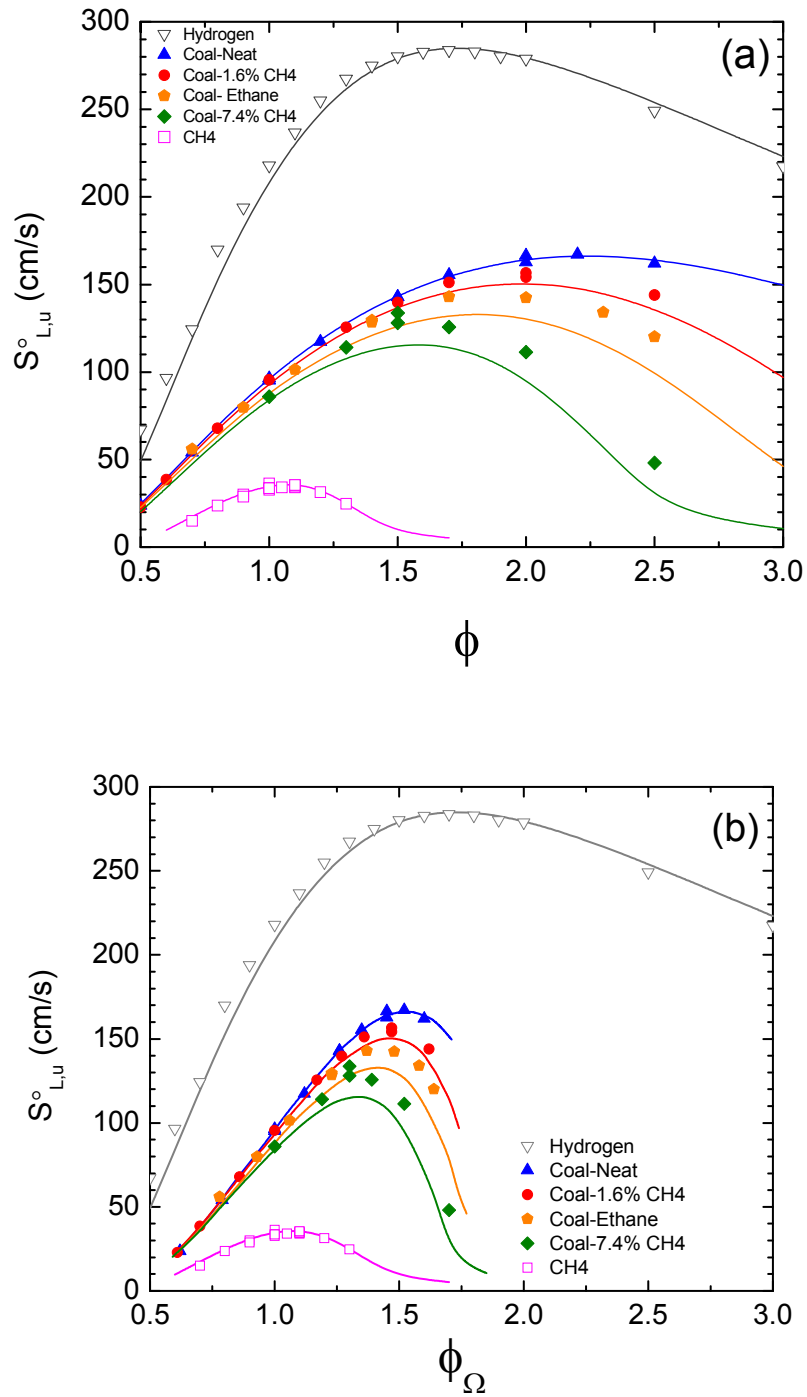 300
(a)
Hydrogen
Coal-Neat
Coal-1.6% CH4
Coal- Ethane
Coal-7.4% CH4
CH4
250
200
150
100
50
0
S°L,u (cm/s)
0.5 1.0 1.5 2.0 2.5 3.0
ϕ
300
(b)
250
200
150
100
50
0
S°L,u (cm/s)
Hydrogen
Coal-Neat
Coal-1.6% CH4
Coal-Ethane
Coal-7.4% CH4
CH4
0.5 1.0 1.5 2.0 2.5 3.0
ϕΩ